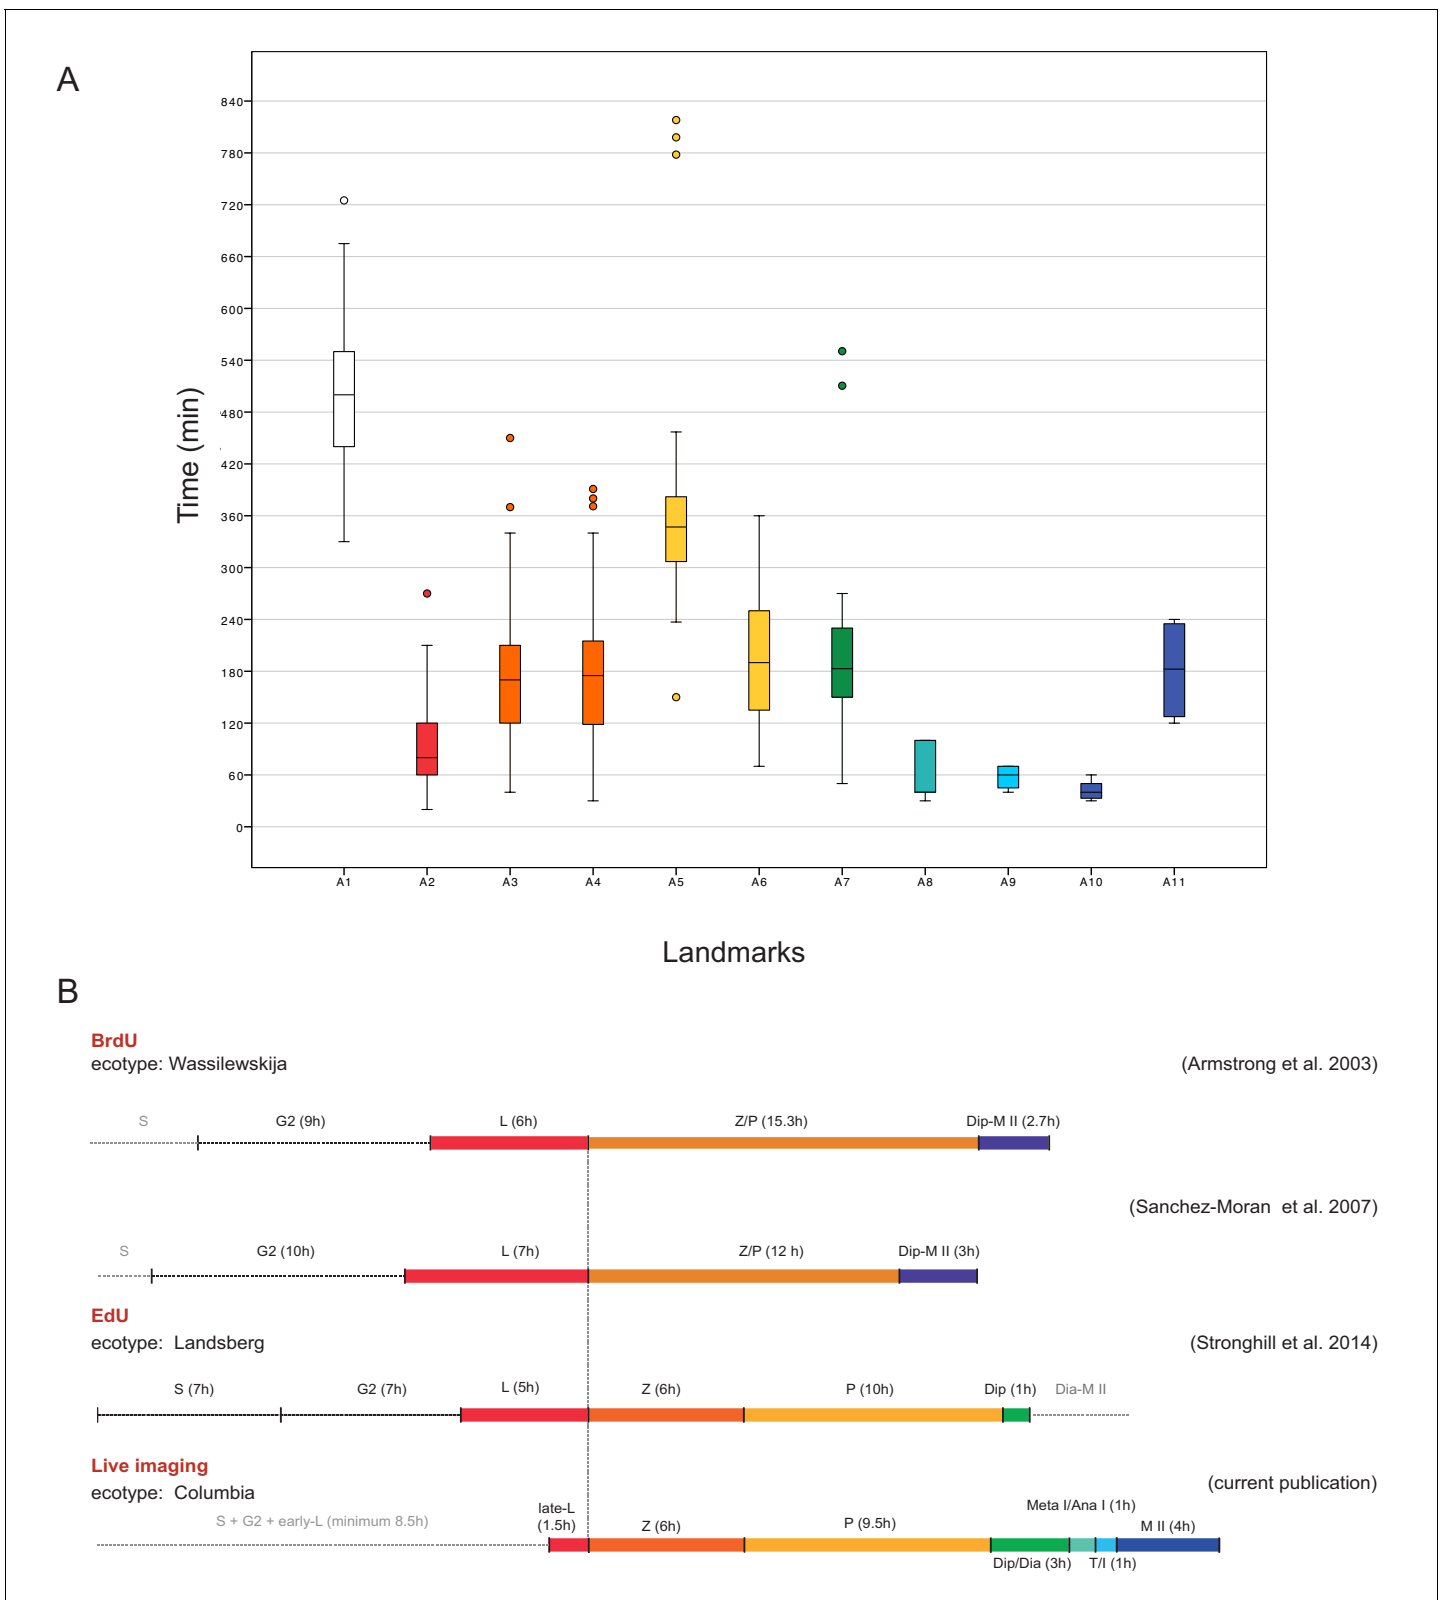 A
840
780
720
660
600
540
480
420
360
300
240
180
120
60
0
Time (min)
A1 A2 A3 A4 A5 A6 A7 A8 A9 A10 A11
Landmarks
B
BrdU
ecotype: Wassilewskija
(Armstrong et al. 2003)
S G2 (9h) L (6h) Z/P (15.3h) Dip-M II (2.7h)
(Sanchez-Moran et al. 2007)
S G2 (10h) L (7h) Z/P (12 h) Dip-M II (3h)
EdU
ecotype: Landsberg
(Stronghill et al. 2014)
S (7h) G2 (7h) L (5h) Z (6h) P (10h) Dip (1h) Dia-M II
Live imaging
ecotype: Columbia
(current publication)
S + G2 + early-L (minimum 8.5h)
late-L
(1.5h)
Z (6h) P (9.5h) Meta I/Ana I (1h) M II (4h)
Dip/Dia (3h) T/I (1h)